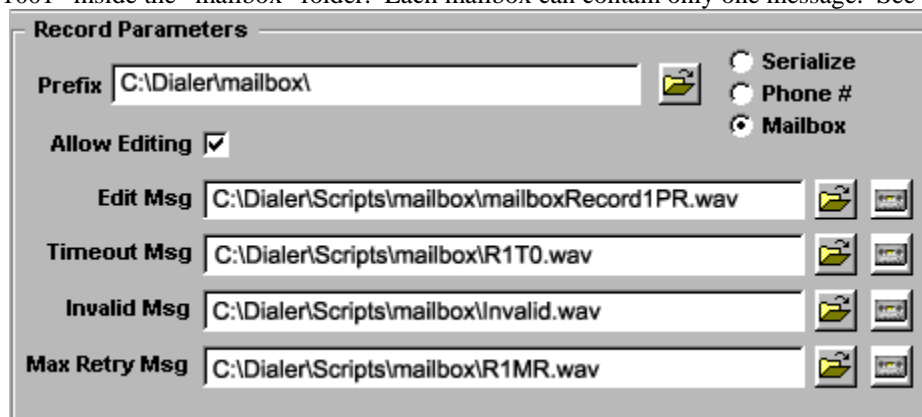 1001" inside the "mailbox" folder. Each mailbox can contain only one message. See
Record Parameters
Prefix C:\Dialer\mailbox\
Serialize
Phone #
Mailbox
Allow Editing
Edit Msg C:\Dialer\Scripts\mailbox\mailboxRecord1PR.wav
Timeout Msg C:\Dialer\Scripts\mailbox\R1T0.wav
Invalid Msg C:\Dialer\Scripts\mailbox\Invalid.wav
Max Retry Msg C:\Dialer\Scripts\mailbox\R1MR.wav